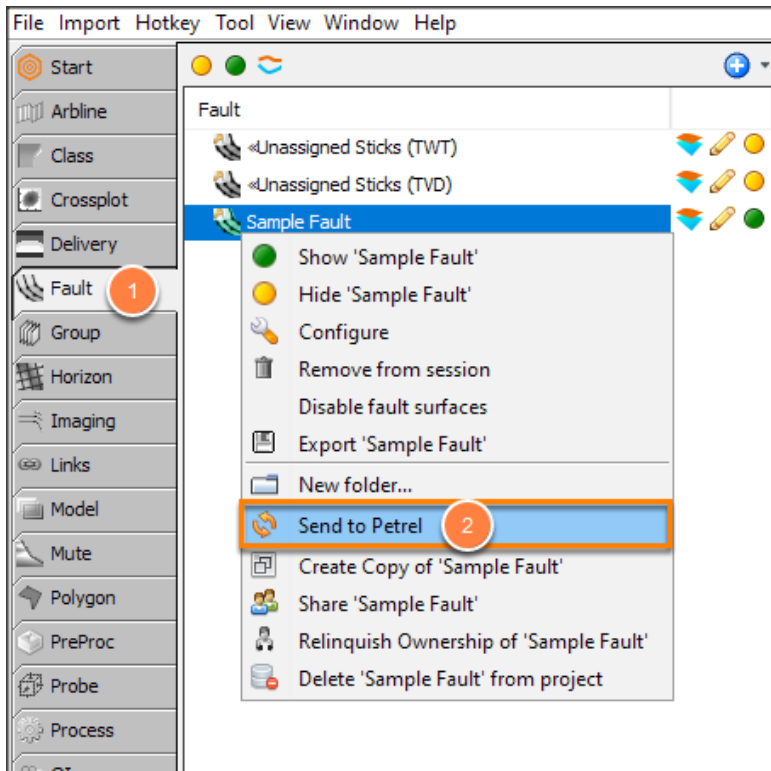 File Import Hotkey Tool View Window Help
Start
Arbline
Class
Crossplot
Delivery
Fault 1
Group
Horizon
Imaging
Links
Model
Mute
Polygon
PreProc
Probe
Process
Fault
«Unassigned Sticks (TWT)
«Unassigned Sticks (TVD)
Sample Fault
Show 'Sample Fault'
Hide 'Sample Fault'
Configure
Remove from session
Disable fault surfaces
Export 'Sample Fault'
New folder...
Send to Petrel 2
Create Copy of 'Sample Fault'
Share 'Sample Fault'
Relinquish Ownership of 'Sample Fault'
Delete 'Sample Fault' from project